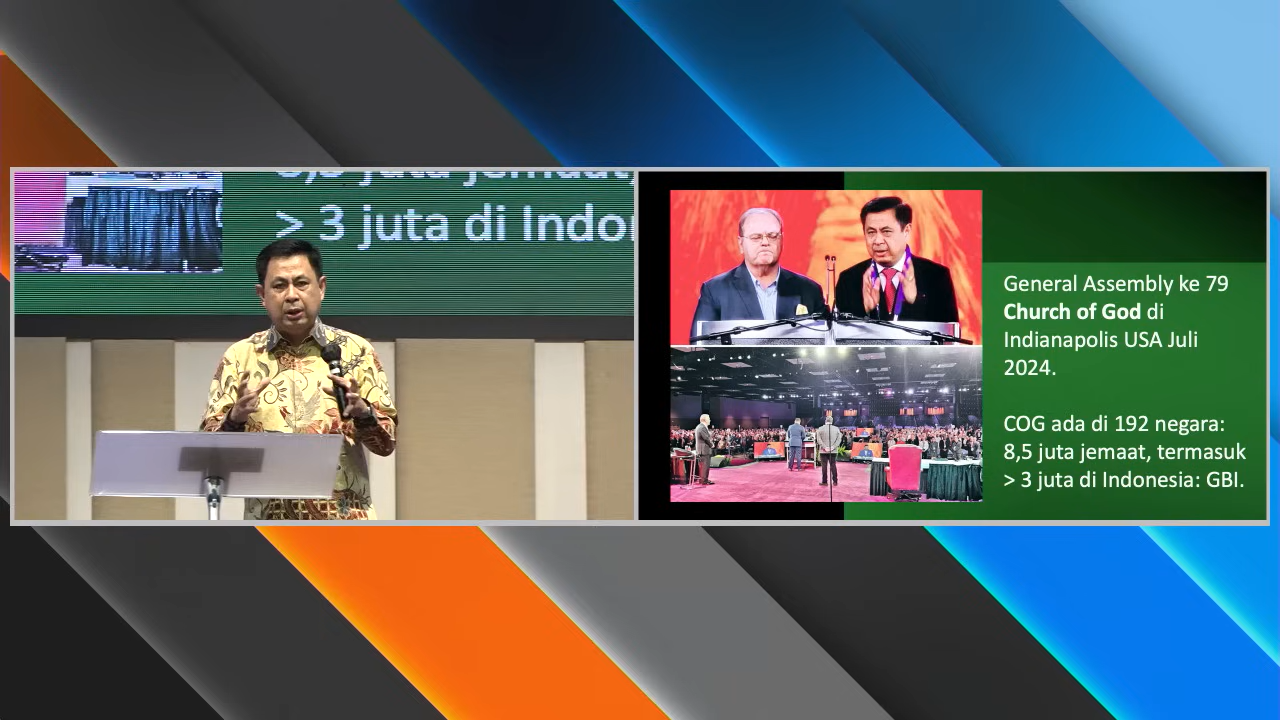 > 3 juta di Indo
General Assembly ke 79
Church of God di
Indianapolis USA Juli
2024.
COG ada di 192 negara:
8,5 juta jemaat, termasuk
> 3 juta di Indonesia: GBI.